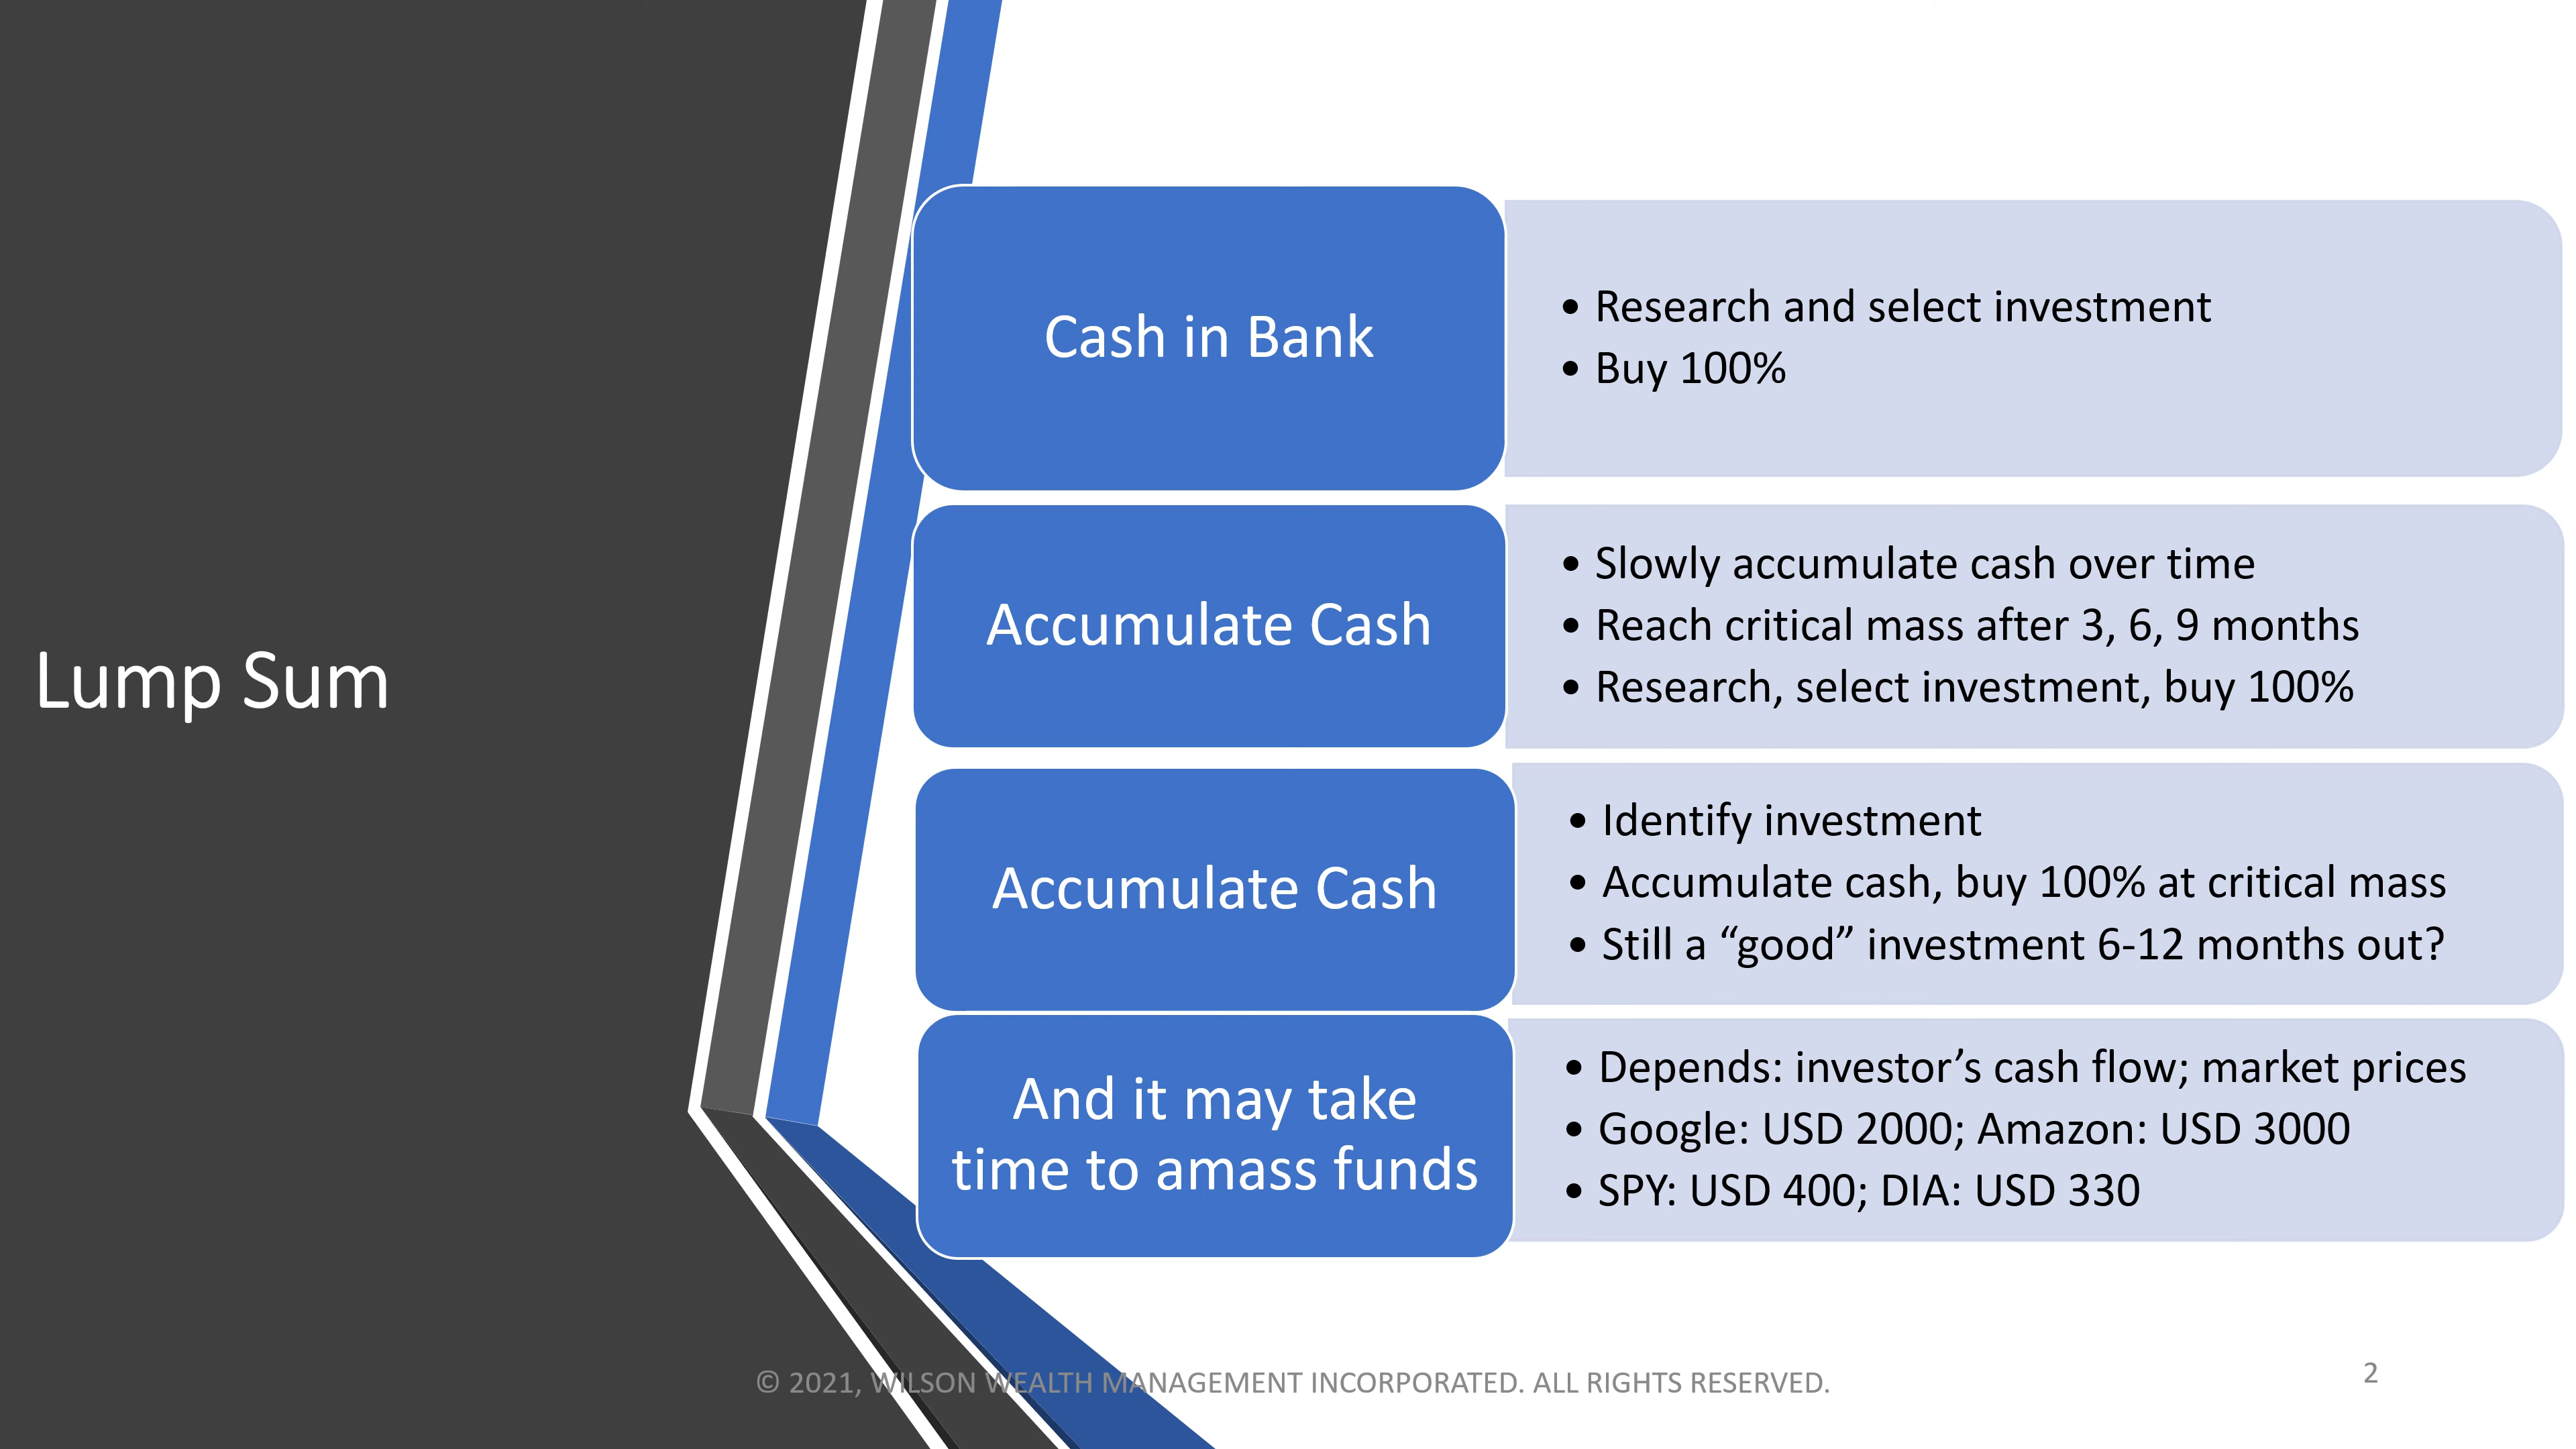 Lump Sum
Cash in Bank
• Research and select investment
• Buy 100%
Accumulate Cash
• Slowly accumulate cash over time
• Reach critical mass after 3, 6, 9 months
• Research, select investment, buy 100%
Accumulate Cash
• Identify investment
• Accumulate cash, buy 100% at critical mass
• Still a “good” investment 6-12 months out?
And it may take
time to amass funds
• Depends: investor’s cash flow; market prices
• Google: USD 2000; Amazon: USD 3000
• SPY: USD 400; DIA: USD 330
© 2021, WILSON WEALTH MANAGEMENT INCORPORATED. ALL RIGHTS RESERVED.
2